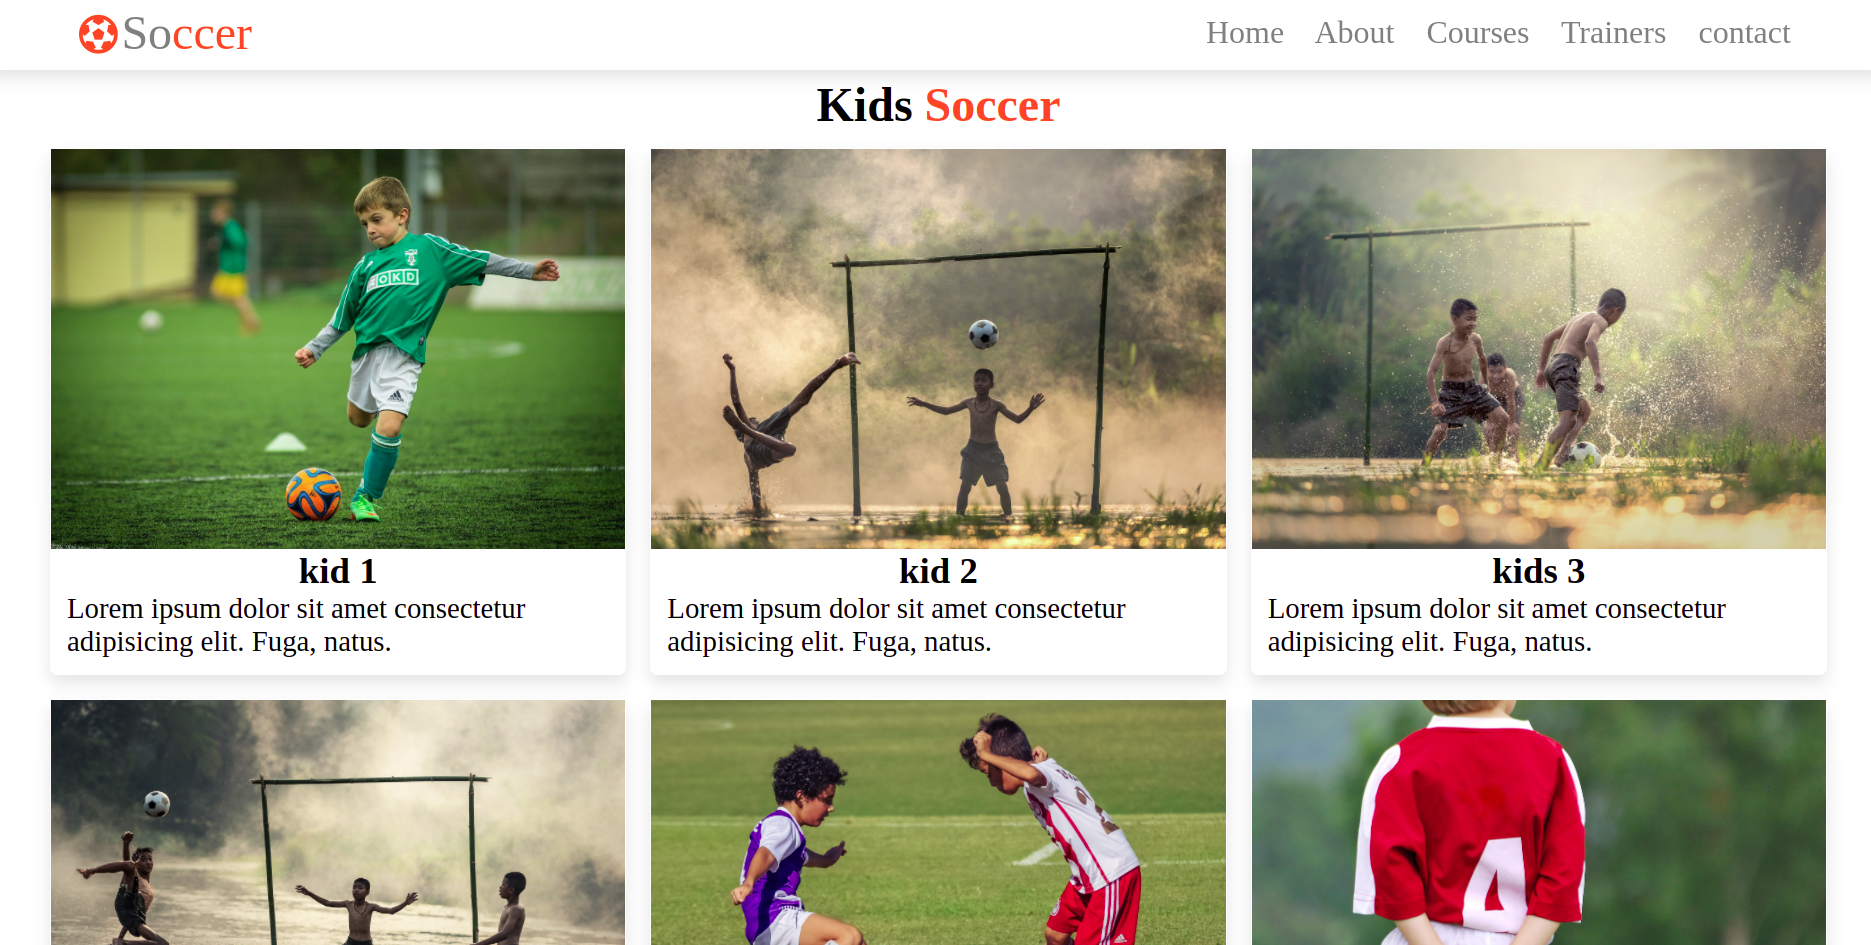 Soccer
Home About Courses Trainers contact
Kids Soccer
OKD
kid 1
Lorem ipsum dolor sit amet consectetur
adipisicing elit. Fuga, natus.
kid 2
Lorem ipsum dolor sit amet consectetur
adipisicing elit. Fuga, natus.
kids 3
Lorem ipsum dolor sit amet consectetur
adipisicing elit. Fuga, natus.
4